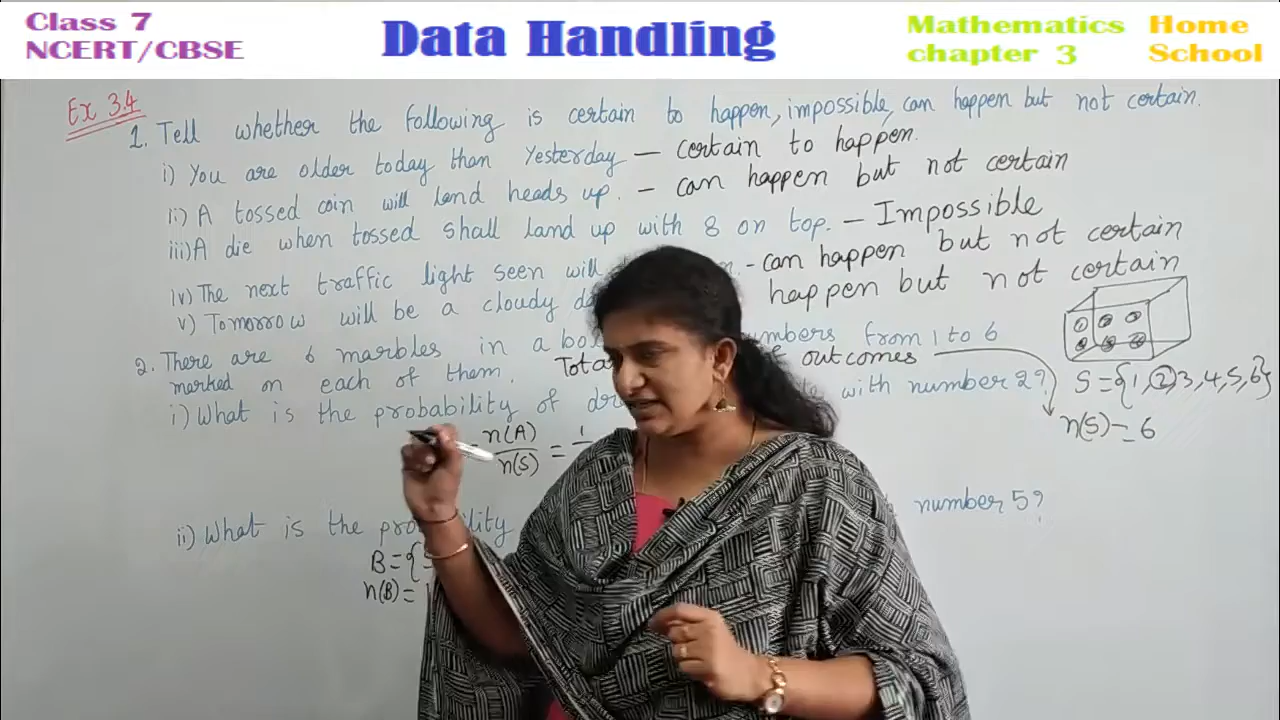 Class 7
NCERT/CBSE
Data Handling
Mathematics
chapter 3
Home
School
Ex 3.4
1. Tell whether the following is certain to happen, impossible, can happen but not certain.
i) You are older today than yesterday — certain to happen.
ii) A tossed coin will land heads up. - can happen but not certain
iii) A die when tossed shall land up with 8 on top. — Impossible
iv) The next traffic light seen will - can happen but not certain
v) Tomorrow will be a cloudy happen but not certain
2. There are 6 marbles in a numbers from 1 to 6
marked on each of them. outcomes
i) What is the probability of with number 2?
S = {1, 2, 3, 4, 5, 6}
n(S) = 6
n(A)
n(S)
= 1
ii) What is the number 5?
B = {
n(B) =